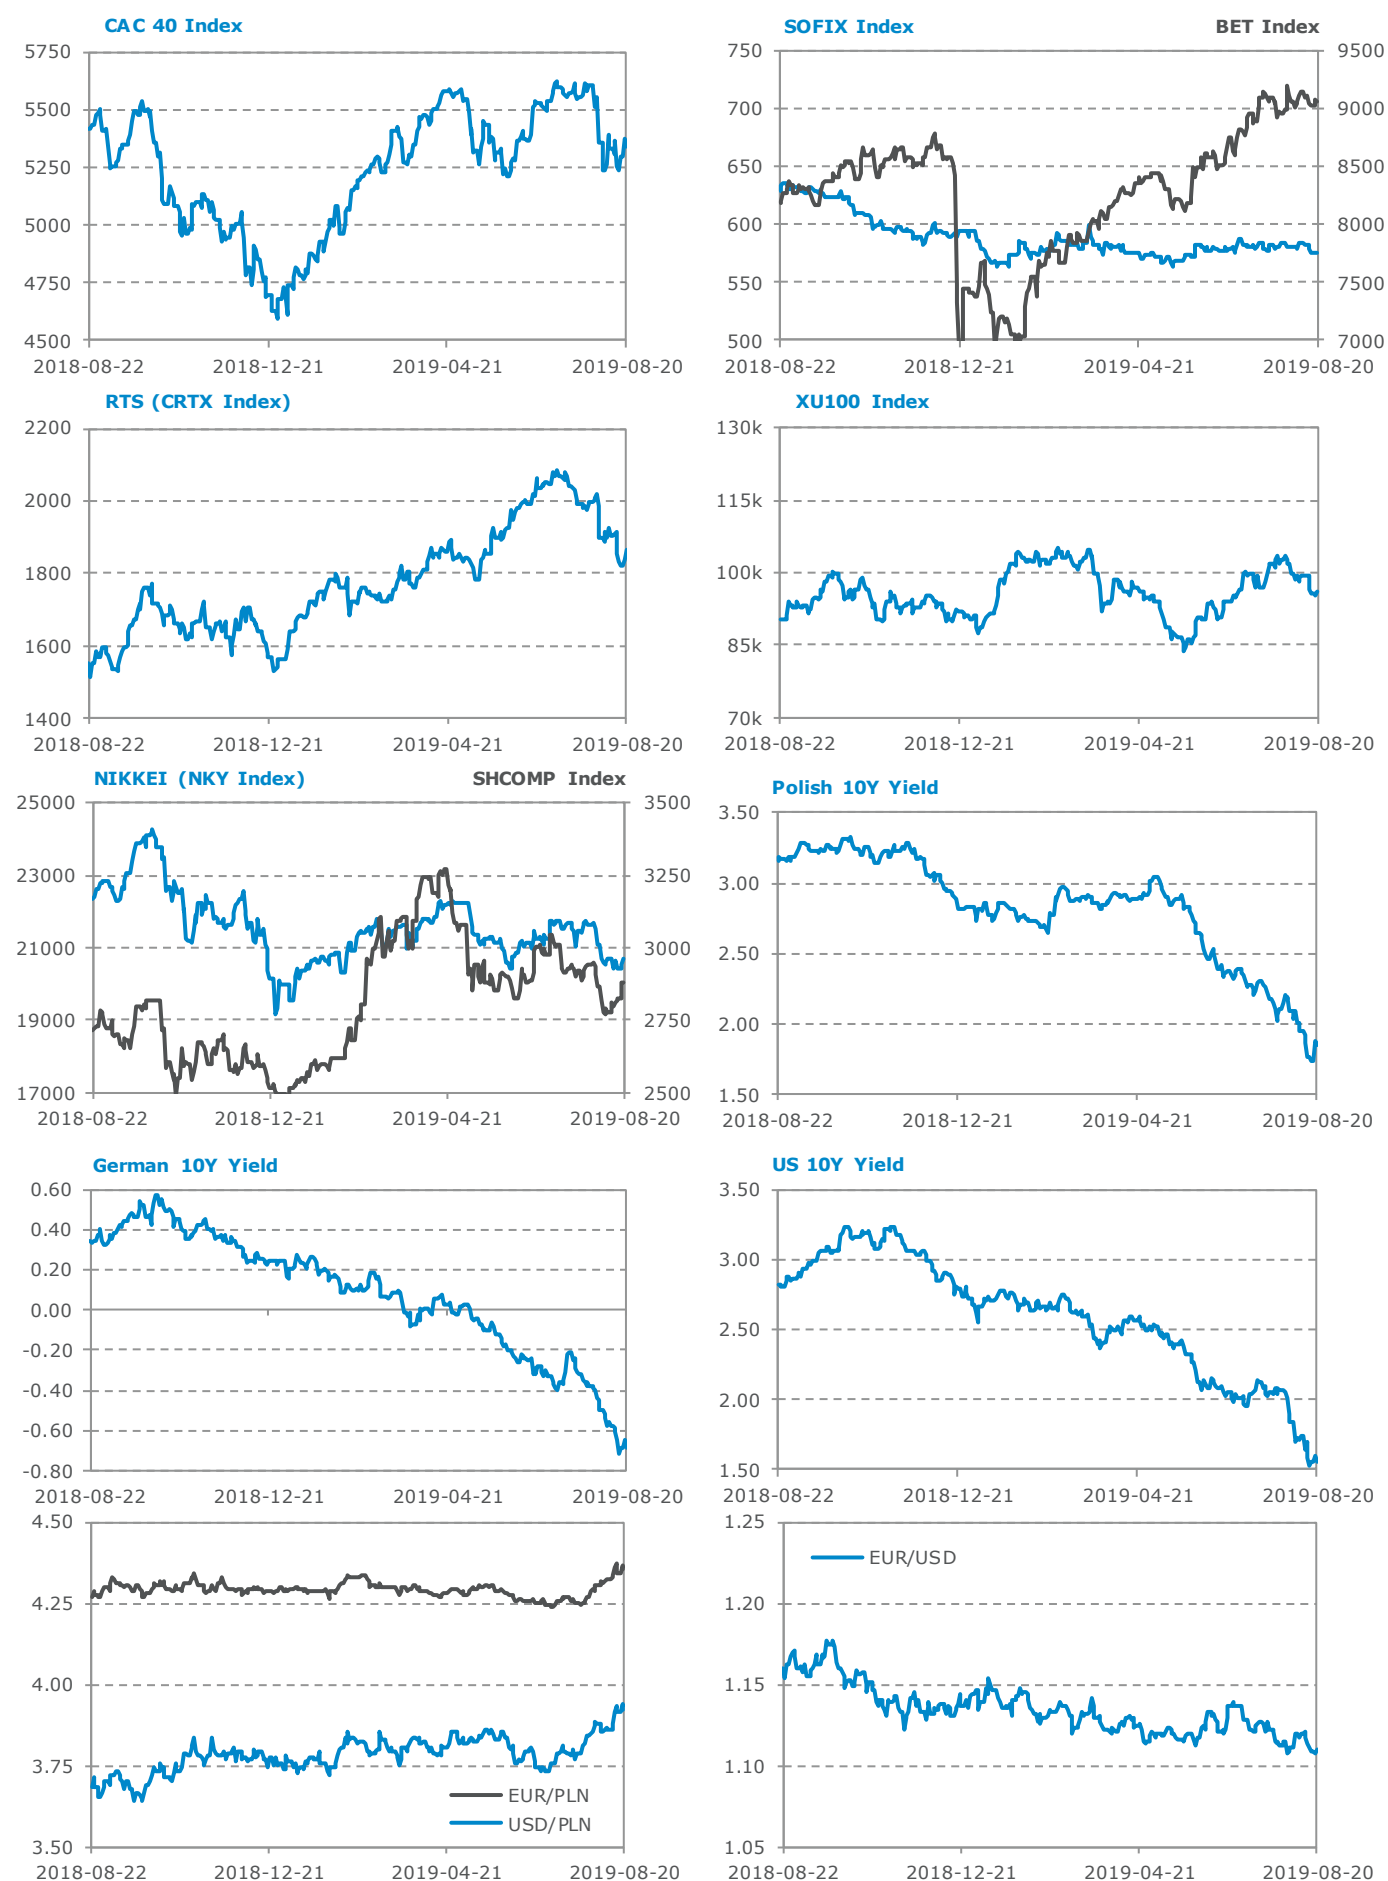 CAC 40 Index
5750
5500
5250
5000
4750
4500
2018-08-22 2018-12-21 2019-04-21 2019-08-20
SOFIX Index BET Index
750 9500
700 9000
650 8500
600 8000
550 7500
500 7000
2018-08-22 2018-12-21 2019-04-21 2019-08-20
RTS (CRTX Index)
2200
2000
1800
1600
1400
2018-08-22 2018-12-21 2019-04-21 2019-08-20
XU100 Index
130k
115k
100k
85k
70k
2018-08-22 2018-12-21 2019-04-21 2019-08-20
NIKKEI (NKY Index) SHCOMP Index
25000 3500
23000 3250
21000 3000
19000 2750
17000 2500
2018-08-22 2018-12-21 2019-04-21 2019-08-20
Polish 10Y Yield
3.50
3.00
2.50
2.00
1.50
2018-08-22 2018-12-21 2019-04-21 2019-08-20
German 10Y Yield
0.60
0.40
0.20
0.00
-0.20
-0.40
-0.60
-0.80
2018-08-22 2018-12-21 2019-04-21 2019-08-20
US 10Y Yield
3.50
3.00
2.50
2.00
1.50
2018-08-22 2018-12-21 2019-04-21 2019-08-20
4.50
4.25
4.00
3.75
EUR/PLN
USD/PLN
3.50
2018-08-22 2018-12-21 2019-04-21 2019-08-20
1.25
EUR/USD
1.20
1.15
1.10
1.05
2018-08-22 2018-12-21 2019-04-21 2019-08-20